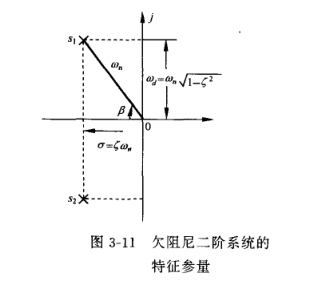 j
s₁
ωₙ
ω_d=ωₙ√1−ζ²
β
0
σ=ζωₙ
s₂
图 3-11 欠阻尼二阶系统的
特征参量